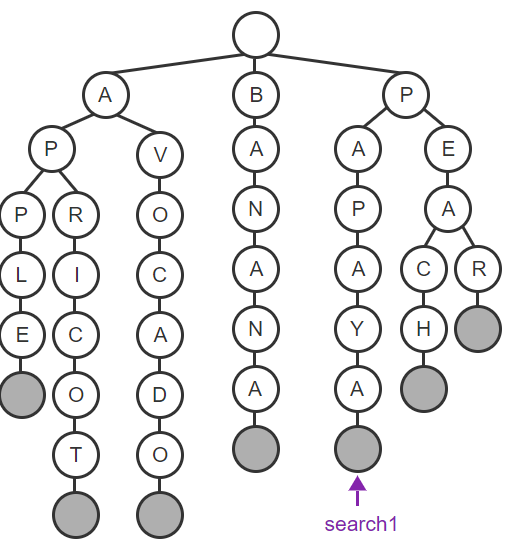 A B P
P V A E
P R O N P A
L I C A A C R
E C A N Y H
O D A A
T O
search1